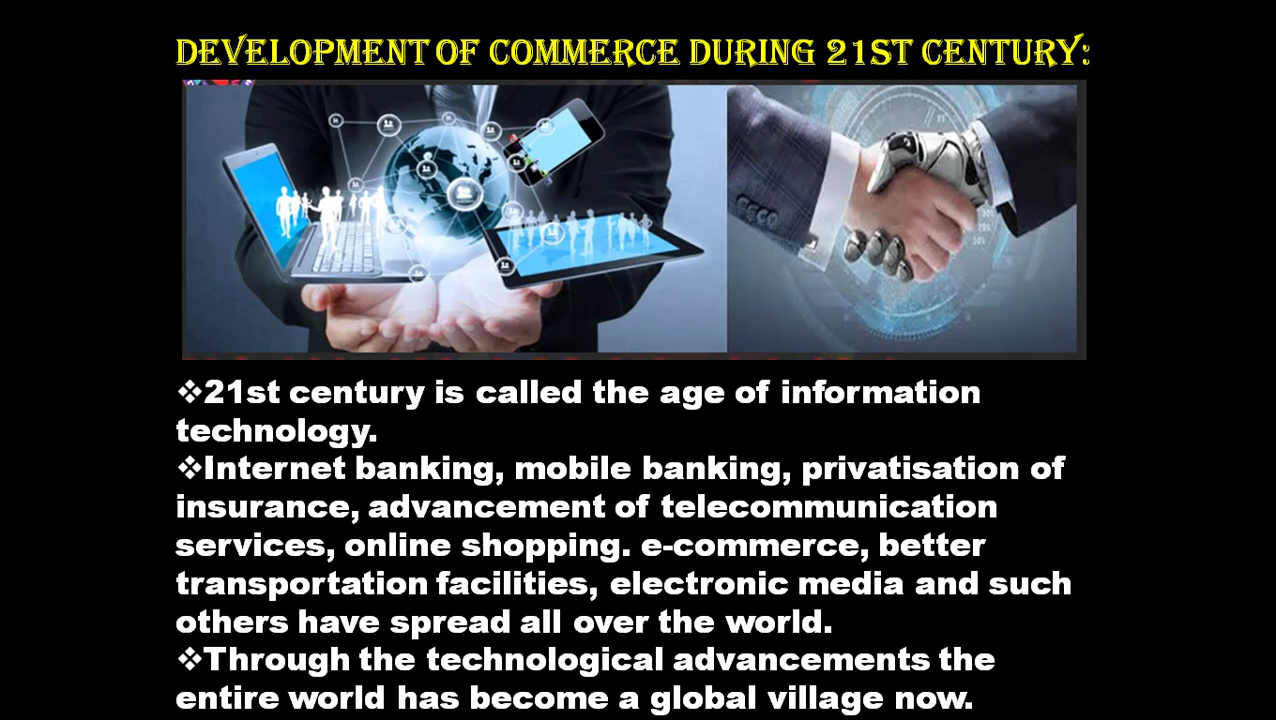 DEVELOPMENT OF COMMERCE DURING 21ST CENTURY:
❖21st century is called the age of information
technology.
❖Internet banking, mobile banking, privatisation of
insurance, advancement of telecommunication
services, online shopping. e-commerce, better
transportation facilities, electronic media and such
others have spread all over the world.
❖Through the technological advancements the
entire world has become a global village now.